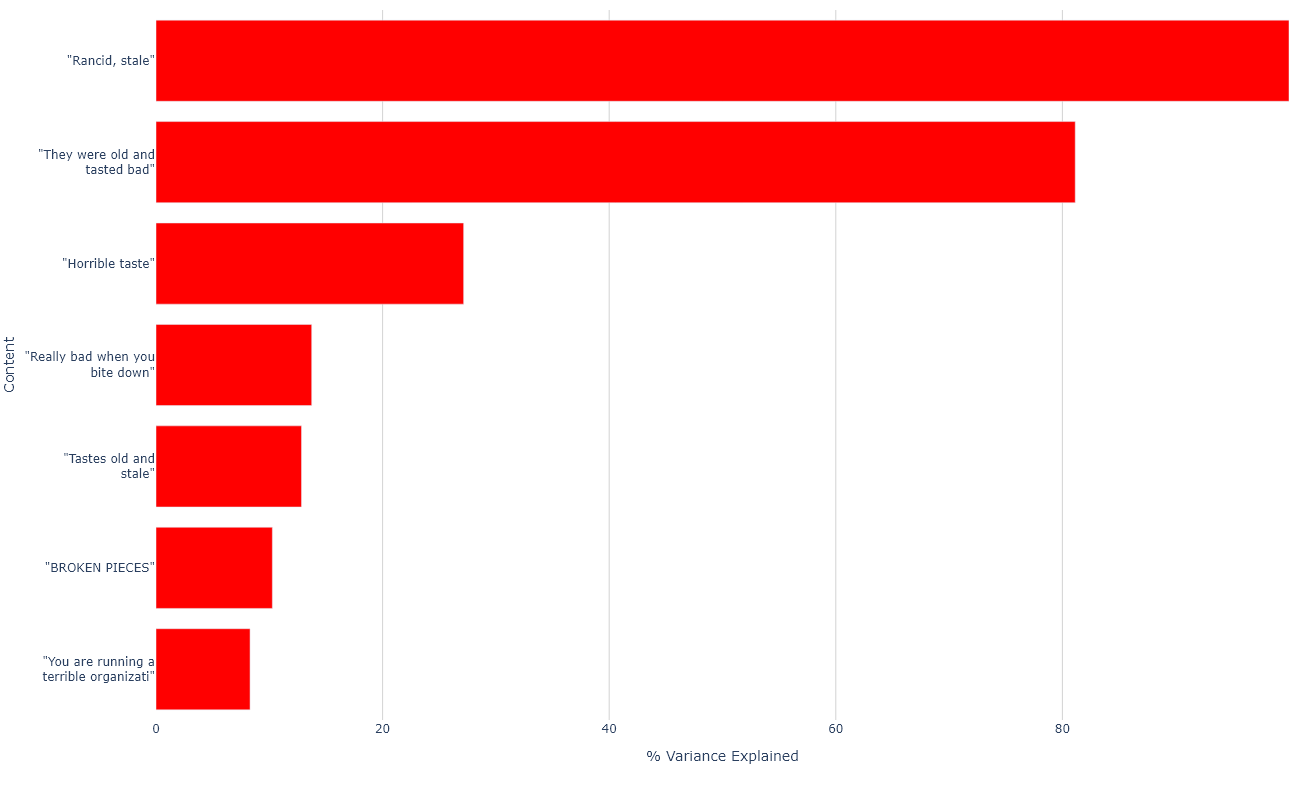 "Rancid, stale"
"They were old and
tasted bad"
"Horrible taste"
"Really bad when you
bite down"
"Tastes old and
stale"
"BROKEN PIECES"
"You are running a
terrible organizati"
Content
0 20 40 60 80
% Variance Explained